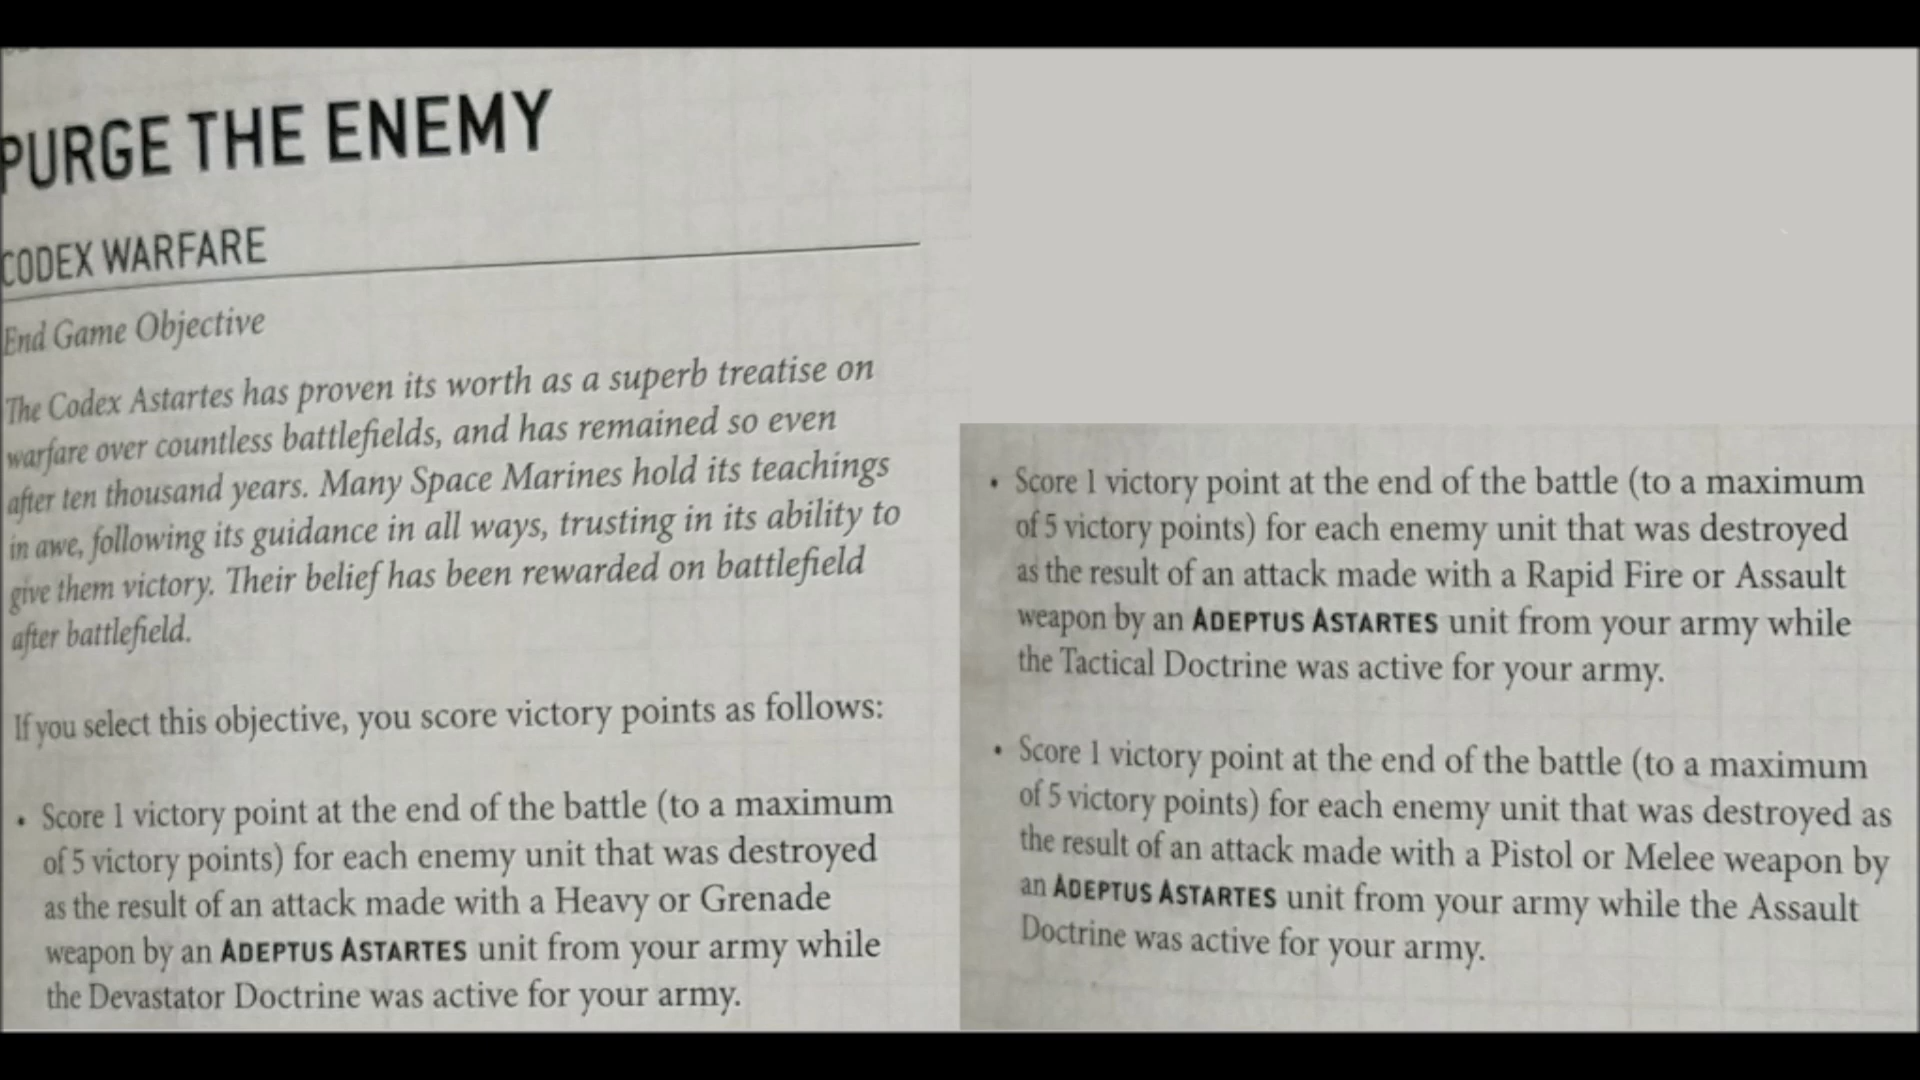 PURGE THE ENEMY
CODEX WARFARE
End Game Objective
The Codex Astartes has proven its worth as a superb treatise on
warfare over countless battlefields, and has remained so even
after ten thousand years. Many Space Marines hold its teachings
in awe, following its guidance in all ways, trusting in its ability to
give them victory. Their belief has been rewarded on battlefield
after battlefield.
If you select this objective, you score victory points as follows:
• Score 1 victory point at the end of the battle (to a maximum
of 5 victory points) for each enemy unit that was destroyed
as the result of an attack made with a Heavy or Grenade
weapon by an ADEPTUS ASTARTES unit from your army while
the Devastator Doctrine was active for your army.
• Score 1 victory point at the end of the battle (to a maximum
of 5 victory points) for each enemy unit that was destroyed
as the result of an attack made with a Rapid Fire or Assault
weapon by an ADEPTUS ASTARTES unit from your army while
the Tactical Doctrine was active for your army.
• Score 1 victory point at the end of the battle (to a maximum
of 5 victory points) for each enemy unit that was destroyed as
the result of an attack made with a Pistol or Melee weapon by
an ADEPTUS ASTARTES unit from your army while the Assault
Doctrine was active for your army.